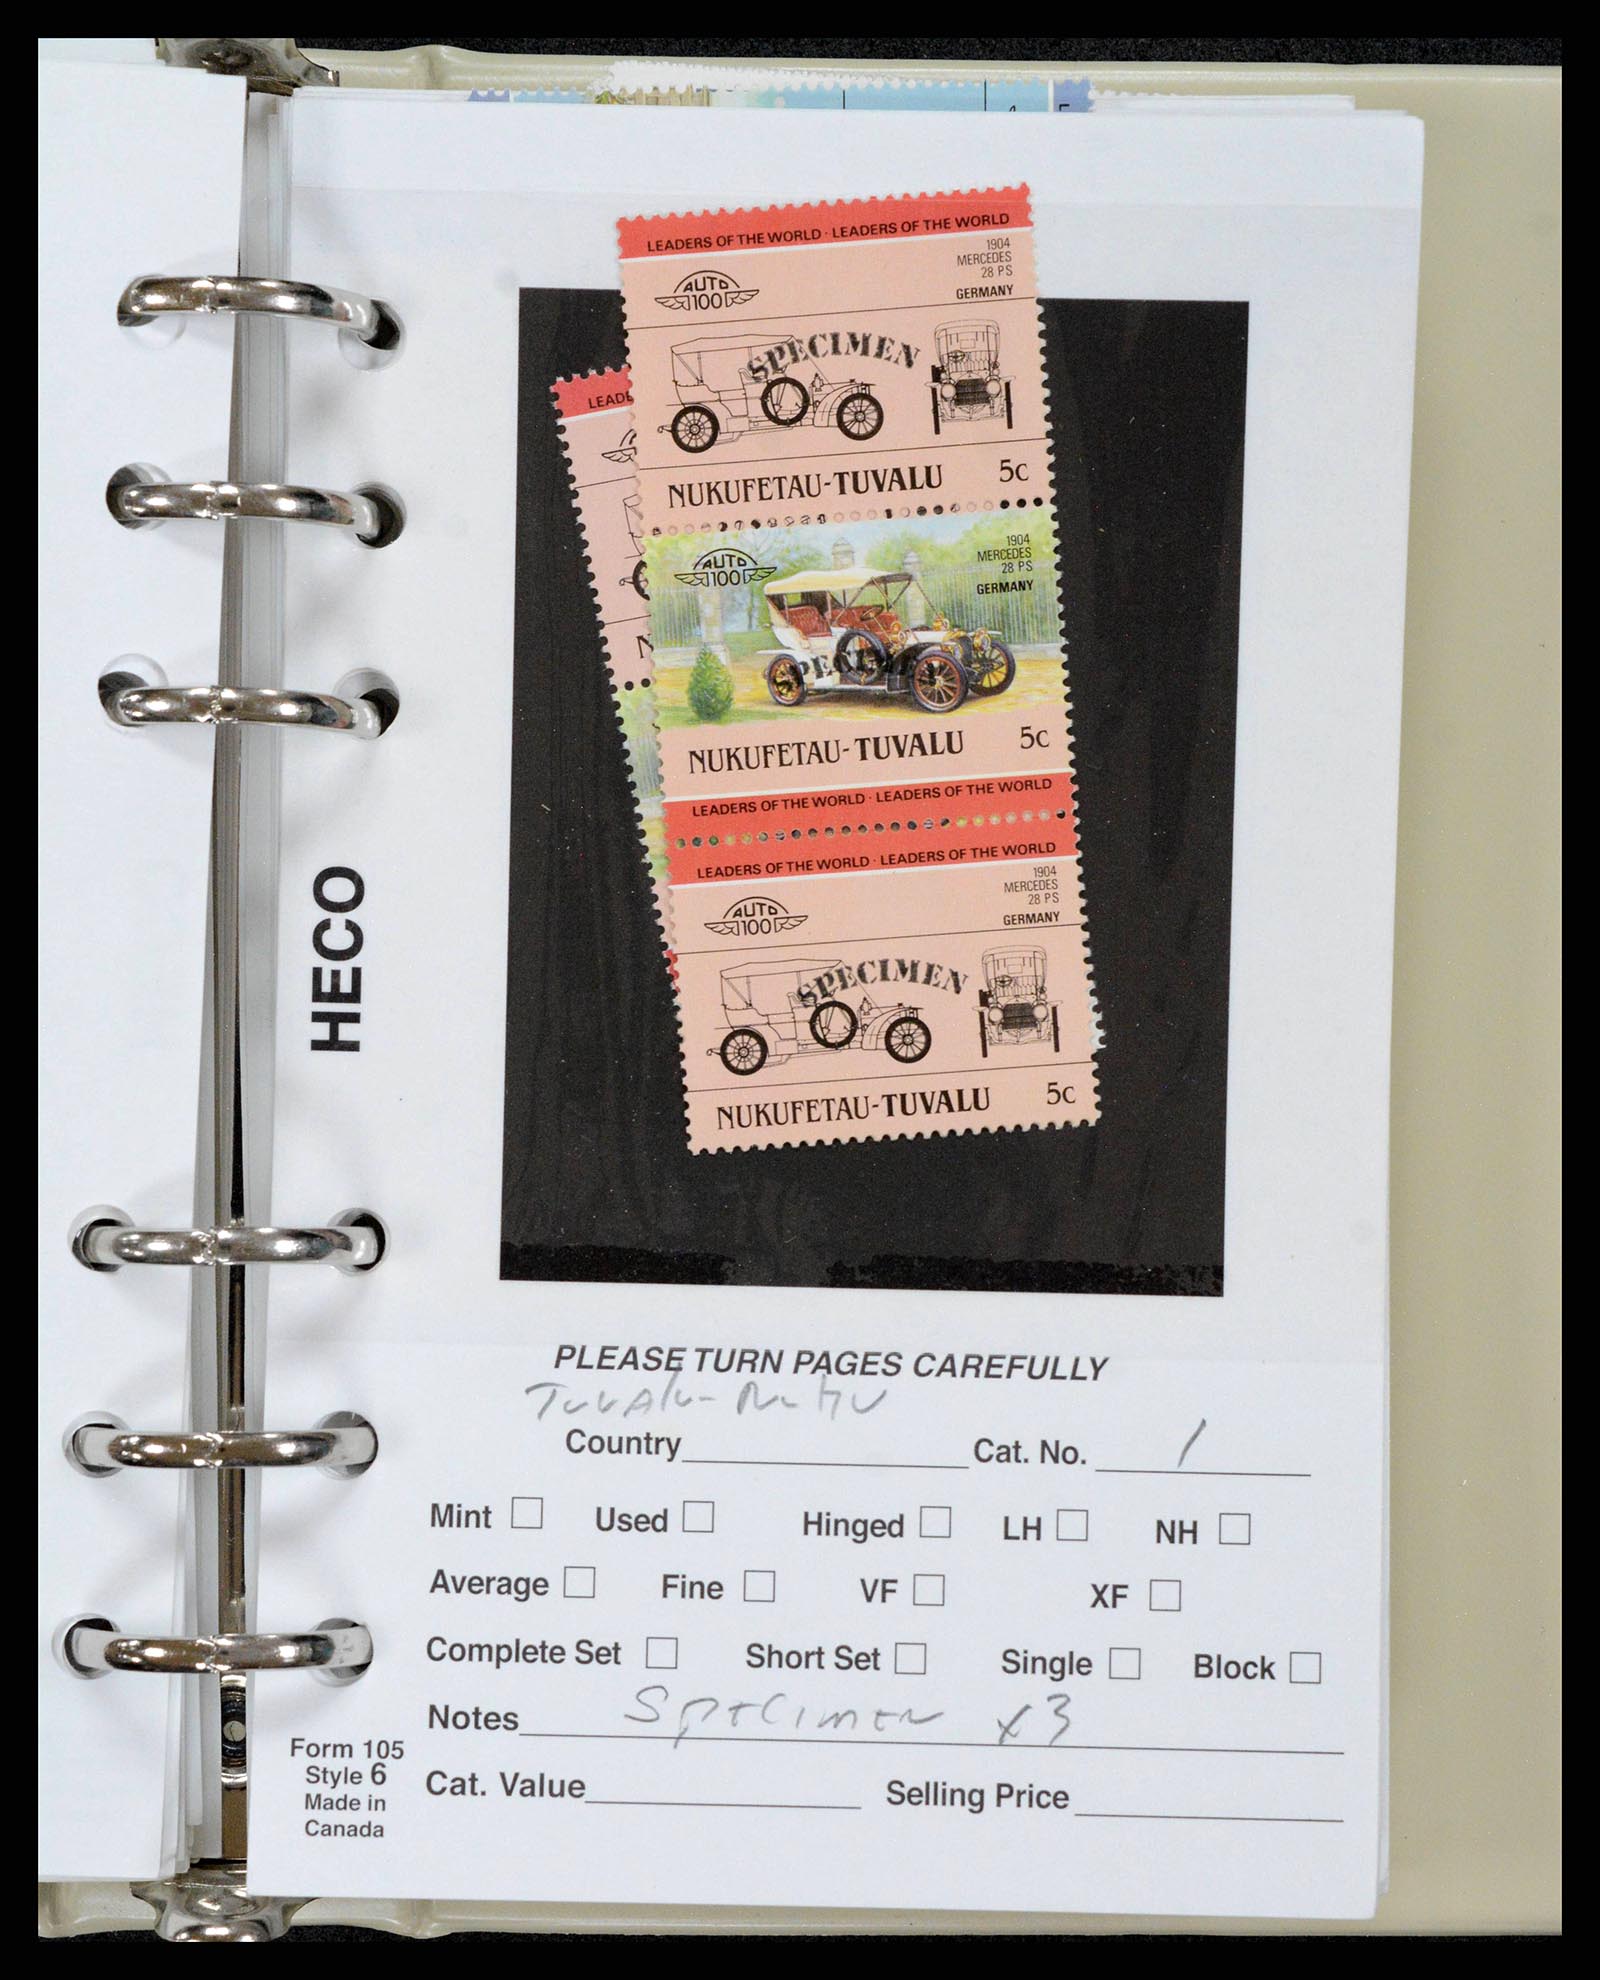 LEADERS OF THE WORLD · LEADERS OF THE WORLD
1904
MERCEDES
28 PS
GERMANY
AUTO
100
SPECIMEN
NUKUFETAU-TUVALU 5c
LEADE
N
1904
MERCEDES
28 PS
GERMANY
AUTO
100
SPECIMEN
NUKUFETAU-TUVALU 5c
LEADERS OF THE WORLD · LEADERS OF THE WORLD
LEADERS OF THE WORLD · LEADERS OF THE WORLD
1904
MERCEDES
28 PS
GERMANY
AUTO
100
SPECIMEN
NUKUFETAU-TUVALU 5c
HECO
PLEASE TURN PAGES CAREFULLY
Country Cat. No. 1
Mint Used Hinged LH NH
Average Fine VF XF
Complete Set Short Set Single Block
Notes Specimen x3
Cat. Value Selling Price
Form 105
Style 6
Made in
Canada